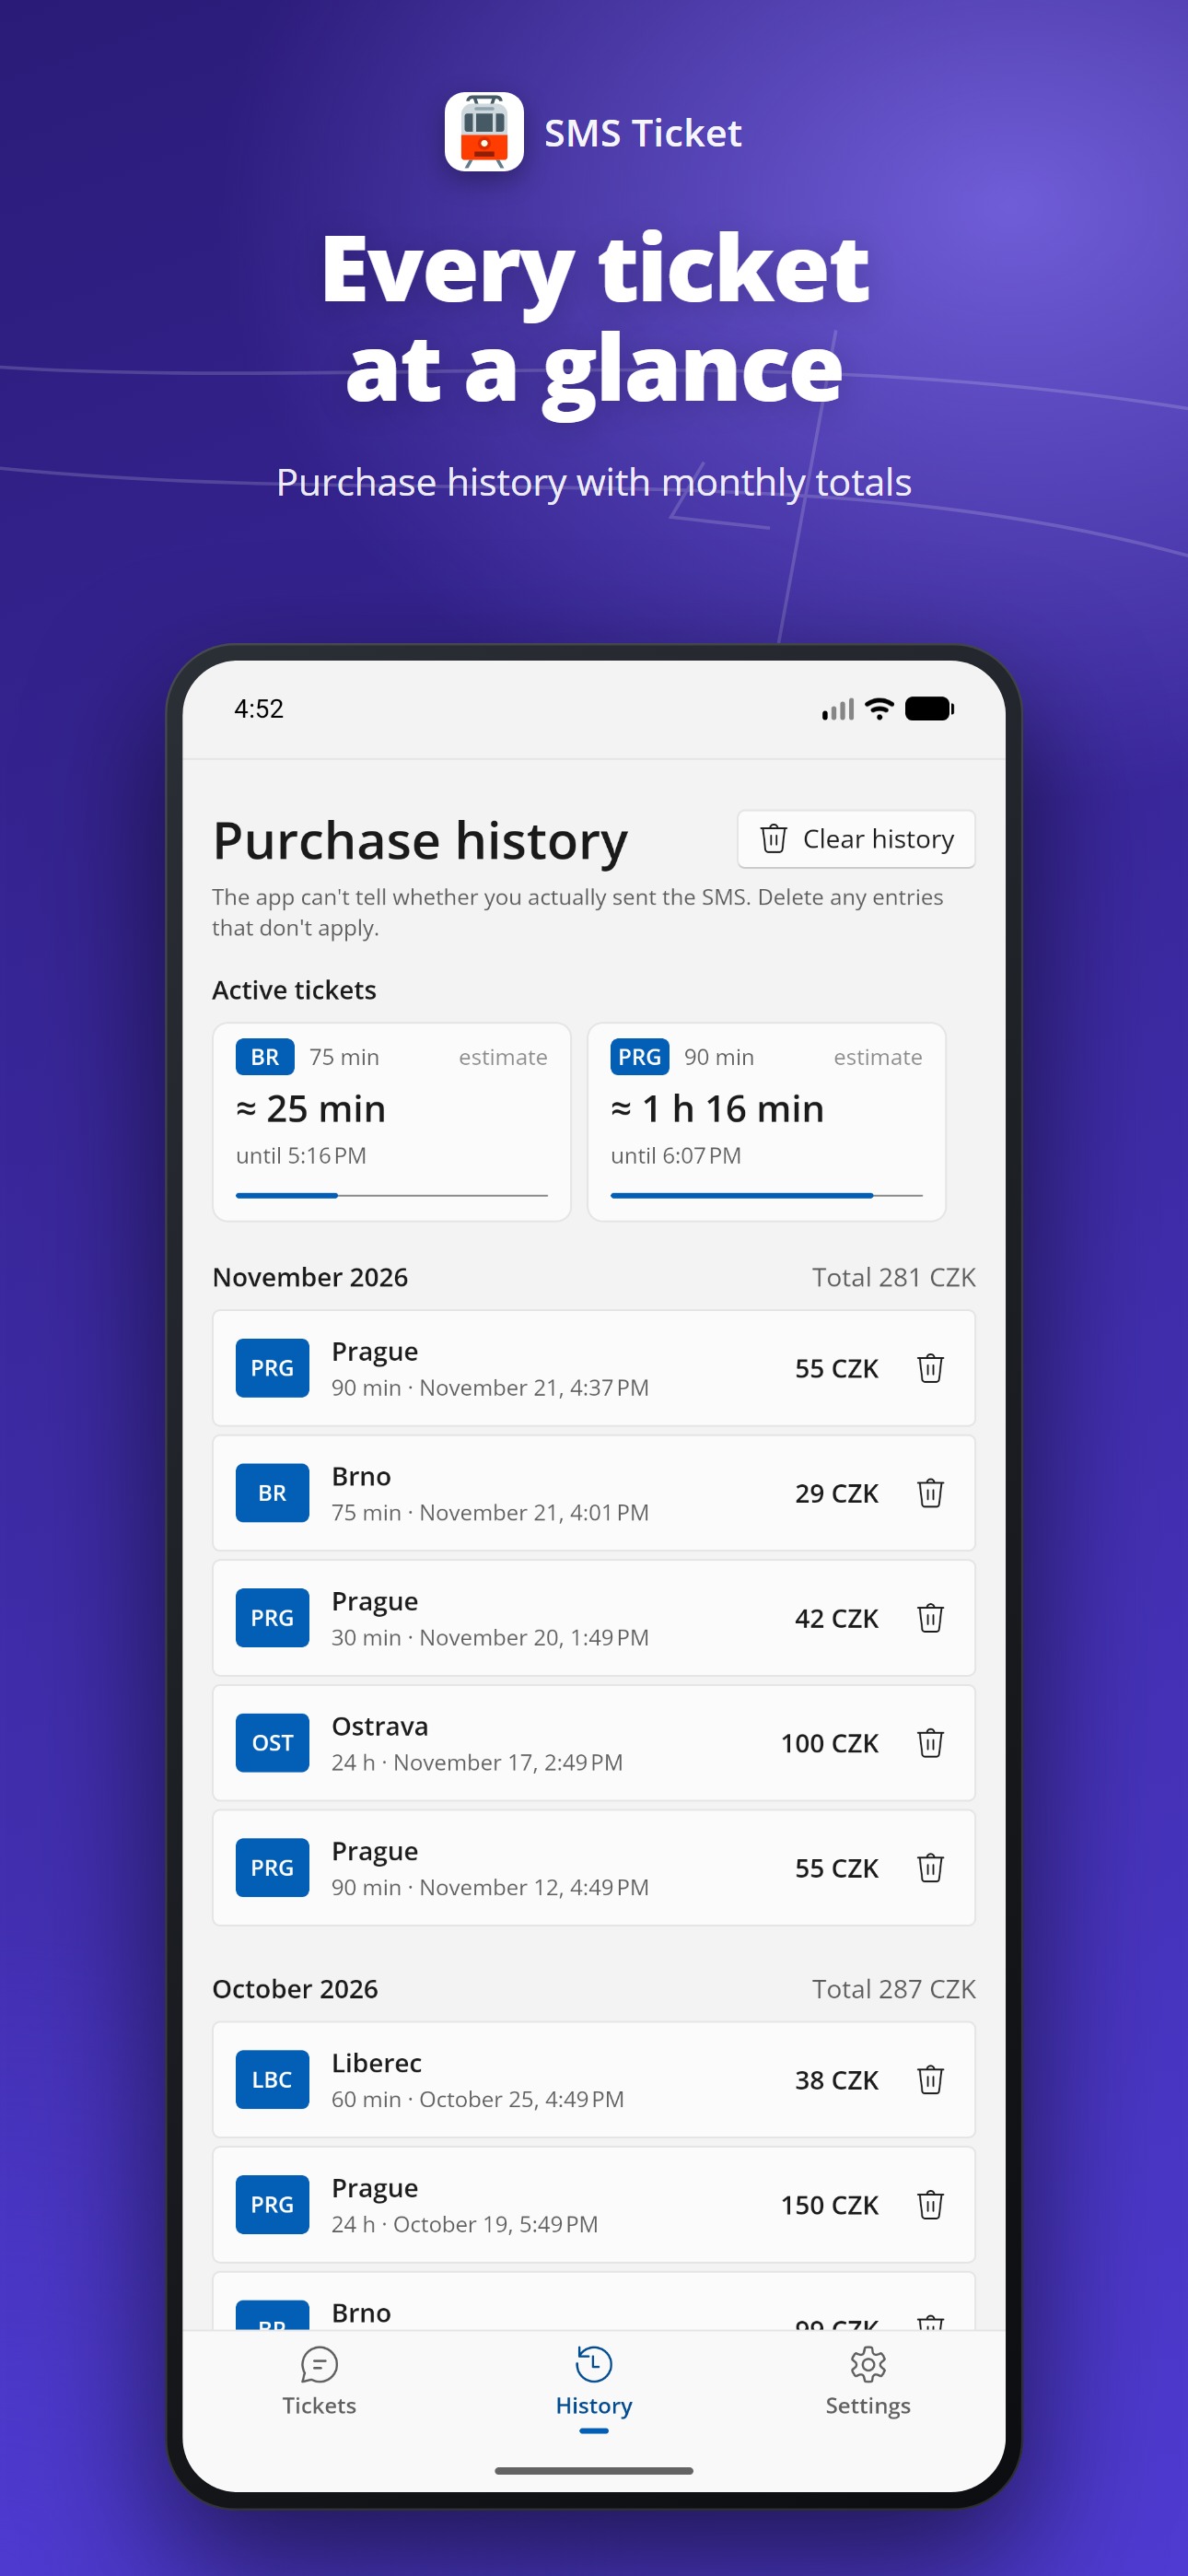 SMS Ticket
Every ticket
at a glance
Purchase history with monthly totals
4:52
Purchase history
Clear history
The app can't tell whether you actually sent the SMS. Delete any entries
that don't apply.
Active tickets
BR 75 min estimate
≈ 25 min
until 5:16 PM
PRG 90 min estimate
≈ 1 h 16 min
until 6:07 PM
November 2026 Total 281 CZK
PRG
Prague
90 min · November 21, 4:37 PM
55 CZK
BR
Brno
75 min · November 21, 4:01 PM
29 CZK
PRG
Prague
30 min · November 20, 1:49 PM
42 CZK
OST
Ostrava
24 h · November 17, 2:49 PM
100 CZK
PRG
Prague
90 min · November 12, 4:49 PM
55 CZK
October 2026 Total 287 CZK
LBC
Liberec
60 min · October 25, 4:49 PM
38 CZK
PRG
Prague
24 h · October 19, 5:49 PM
150 CZK
BR
Brno
99 CZK
Tickets
History
Settings